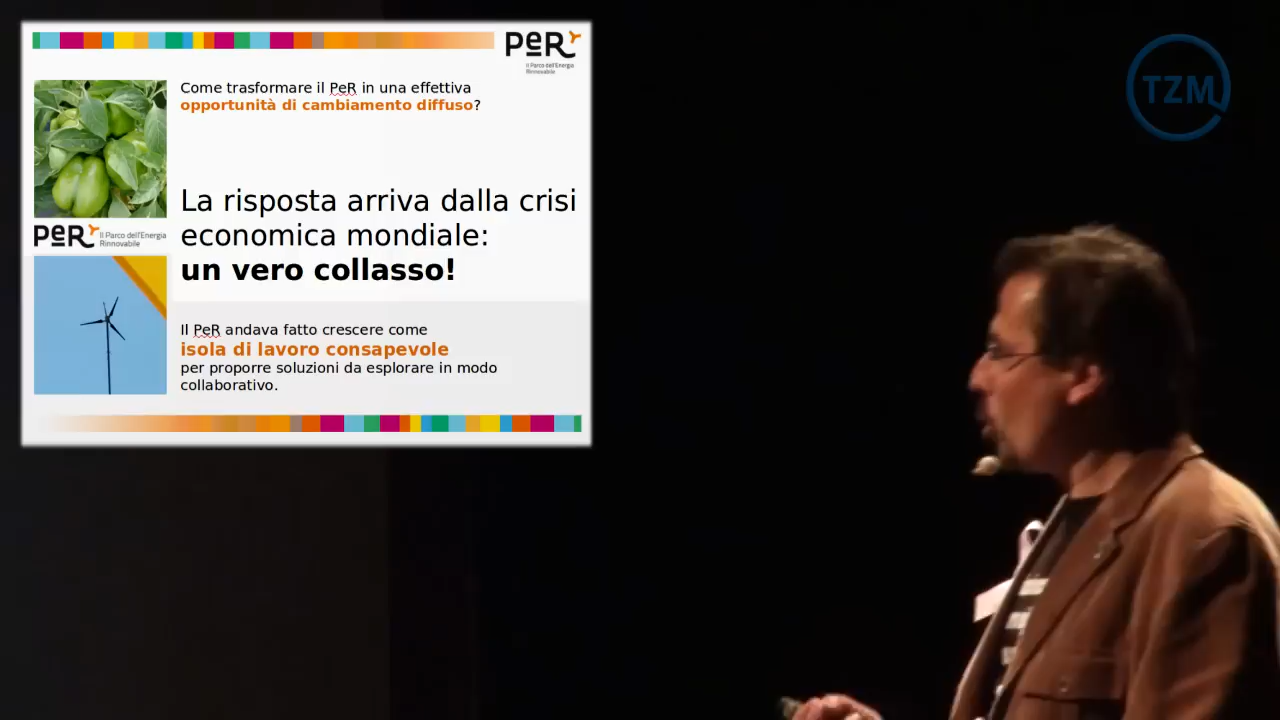 PeR
Il Parco dell'Energia
Rinnovabile
TZM
Come trasformare il PeR in una effettiva
opportunità di cambiamento diffuso?
La risposta arriva dalla crisi
economica mondiale:
un vero collasso!
PeR
Il Parco dell'Energia
Rinnovabile
Il PeR andava fatto crescere come
isola di lavoro consapevole
per proporre soluzioni da esplorare in modo
collaborativo.